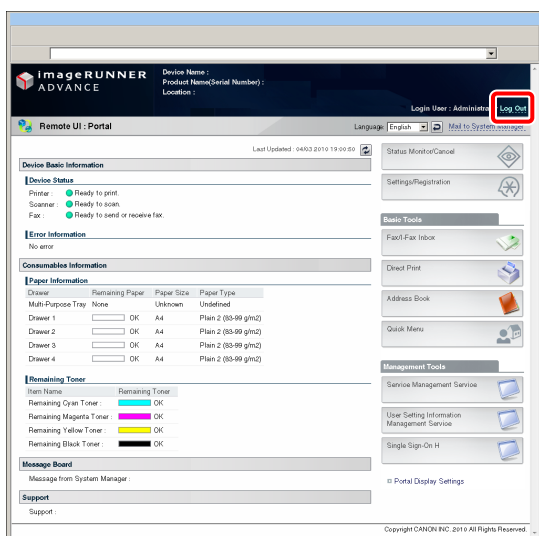 imageRUNNER
ADVANCE
Device Name :
Product Name(Serial Number) :
Location :
Login User : Administra
Log Out
Remote UI : Portal
Language: English
Mail to System Manager
Last Updated : 04/03 2010 19:00:50
Device Basic Information
Device Status
Printer : Ready to print.
Scanner : Ready to scan.
Fax : Ready to send or receive fax.
Error Information
No error
Consumables Information
Paper Information
Drawer Remaining Paper Paper Size Paper Type
Multi-Purpose Tray None Unknown Undefined
Drawer 1 OK A4 Plain 2 (83-99 g/m2)
Drawer 2 OK A4 Plain 2 (83-99 g/m2)
Drawer 3 OK A4 Plain 2 (83-99 g/m2)
Drawer 4 OK A4 Plain 2 (83-99 g/m2)
Remaining Toner
Item Name Remaining Toner
Remaining Cyan Toner : OK
Remaining Magenta Toner : OK
Remaining Yellow Toner : OK
Remaining Black Toner : OK
Message Board
Message from System Manager :
Support
Support :
Status Monitor/Cancel
Settings/Registration
Basic Tools
Fax/I-Fax Inbox
Direct Print
Address Book
Quick Menu
Management Tools
Service Management Service
User Setting Information
Management Service
Single Sign-On H
Portal Display Settings
Copyright CANON INC. 2010 All Rights Reserved.